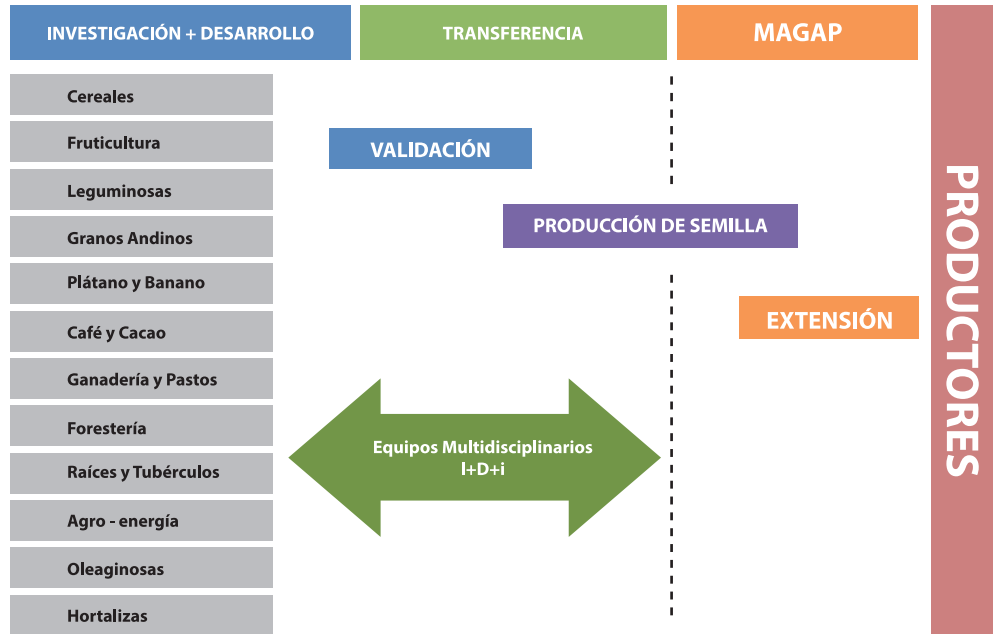 INVESTIGACIÓN + DESARROLLO
TRANSFERENCIA
MAGAP
PRODUCTORES
Cereales
Fruticultura
Leguminosas
Granos Andinos
Plátano y Banano
Café y Cacao
Ganadería y Pastos
Forestería
Raíces y Tubérculos
Agro - energía
Oleaginosas
Hortalizas
VALIDACIÓN
PRODUCCIÓN DE SEMILLA
EXTENSIÓN
Equipos Multidisciplinarios
I+D+i